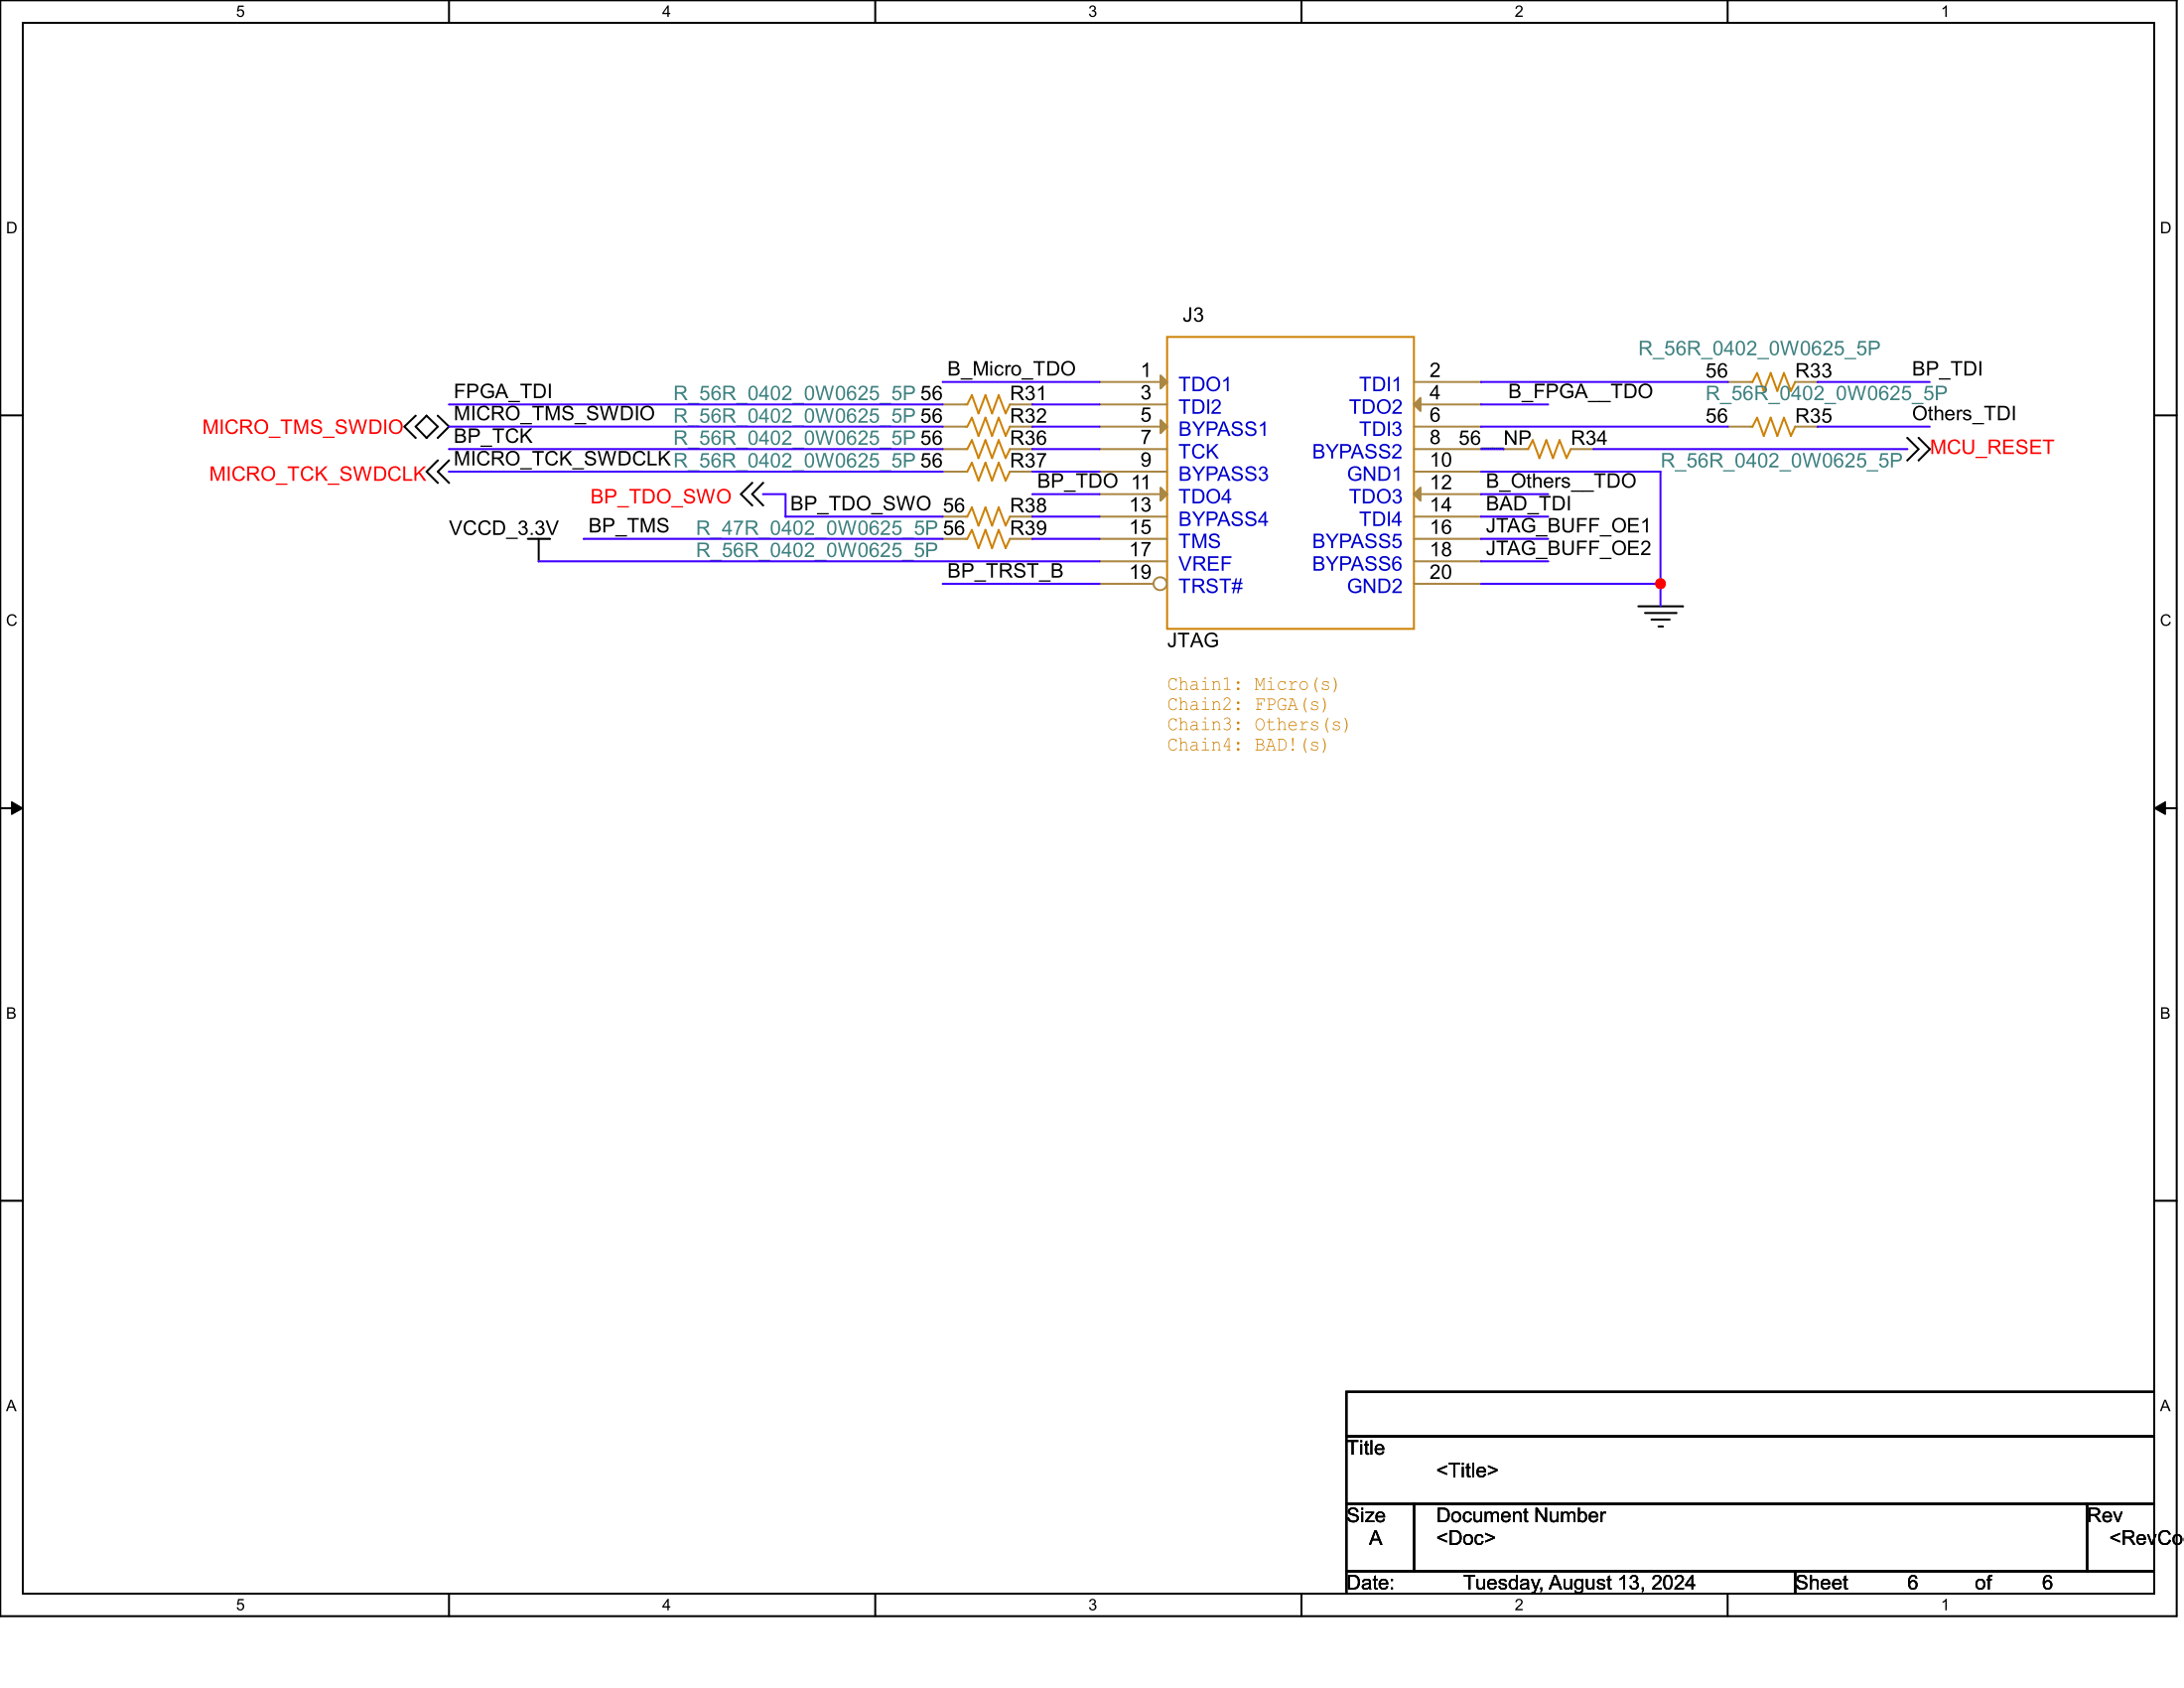 5 4 3 2 1
D D
J3
R_56R_0402_0W0625_5P
B_Micro_TDO 1 TDO1 TDI1 2 56 R33 BP_TDI
FPGA_TDI R_56R_0402_0W0625_5P 56 R31 3 TDI2 TDO2 4 B_FPGA__TDO R_56R_0402_0W0625_5P
MICRO_TMS_SWDIO MICRO_TMS_SWDIO R_56R_0402_0W0625_5P 56 R32 5 BYPASS1 TDI3 6 56 R35 Others_TDI
BP_TCK R_56R_0402_0W0625_5P 56 R36 7 TCK BYPASS2 8 56 NP R34 MCU_RESET
MICRO_TCK_SWDCLK MICRO_TCK_SWDCLK R_56R_0402_0W0625_5P 56 R37 9 BYPASS3 GND1 10 R_56R_0402_0W0625_5P
BP_TDO 11 TDO4 TDO3 12 B_Others__TDO
BP_TDO_SWO BP_TDO_SWO 56 R38 13 BYPASS4 TDI4 14 BAD_TDI
VCCD_3.3V BP_TMS R_47R_0402_0W0625_5P 56 R39 15 TMS BYPASS5 16 JTAG_BUFF_OE1
R_56R_0402_0W0625_5P 17 VREF BYPASS6 18 JTAG_BUFF_OE2
BP_TRST_B 19 TRST# GND2 20
C C
JTAG
Chain1: Micro(s)
Chain2: FPGA(s)
Chain3: Others(s)
Chain4: BAD!(s)
B B
A A
Title
<Title>
Size Document Number Rev
A <Doc> <RevCo
Date: Tuesday, August 13, 2024 Sheet 6 of 6
5 4 3 2 1